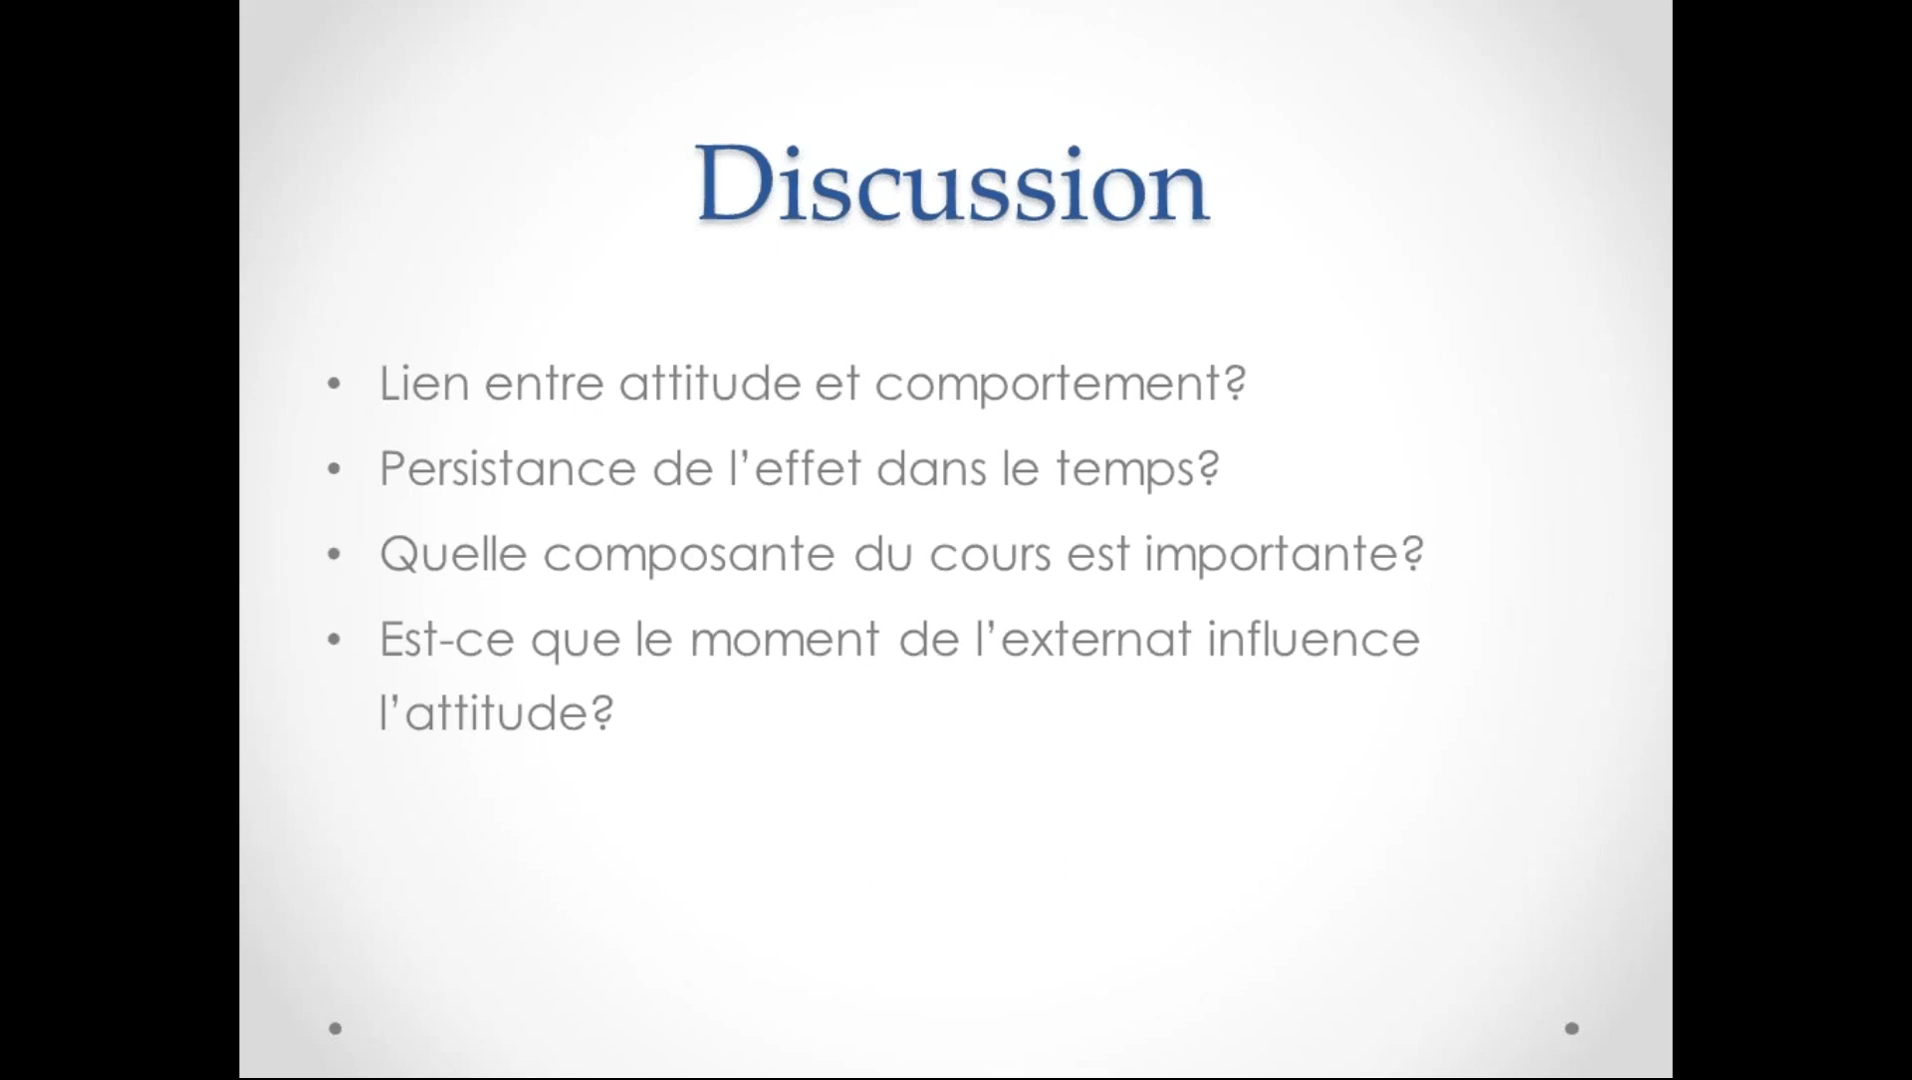 Discussion
• Lien entre attitude et comportement?
• Persistance de l’effet dans le temps?
• Quelle composante du cours est importante?
• Est-ce que le moment de l’externat influence
l’attitude?